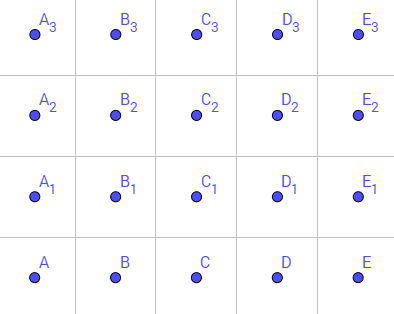 A₃ B₃ C₃ D₃ E₃
A₂ B₂ C₂ D₂ E₂
A₁ B₁ C₁ D₁ E₁
A B C D E